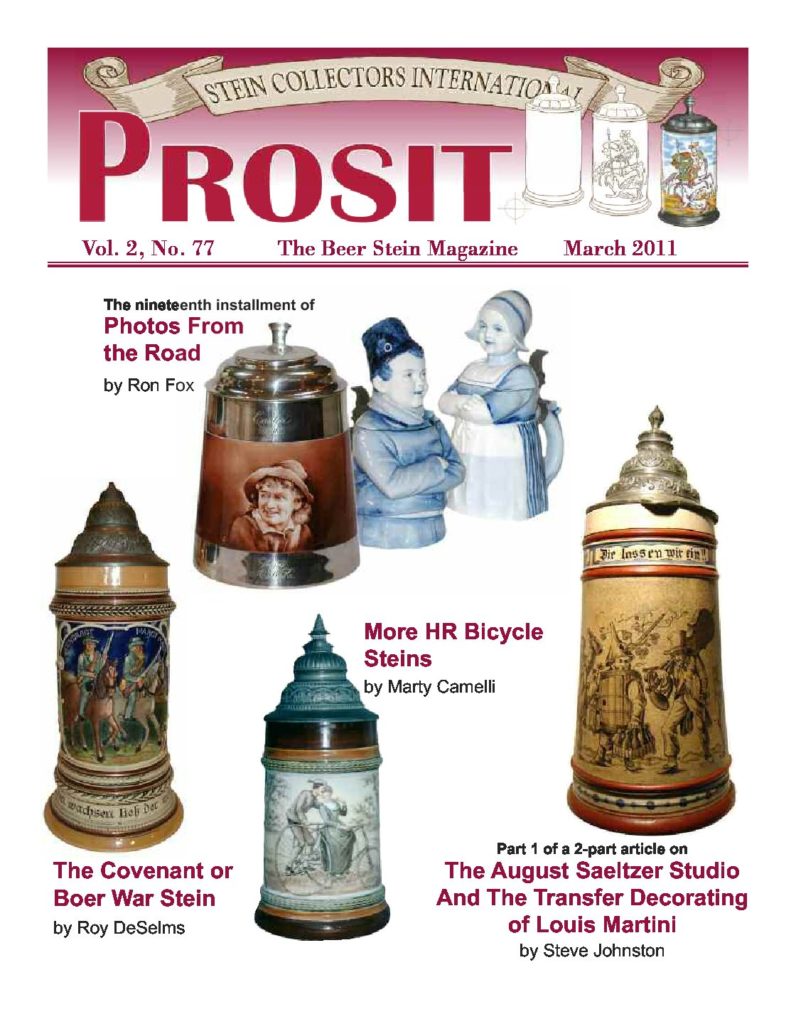 STEIN COLLECTORS INTERNATIONAL
PROSIT
Vol. 2, No. 77 The Beer Stein Magazine March 2011
The nineteenth installment of
Photos From
the Road
by Ron Fox
Die lassen wir ein!!
More HR Bicycle
Steins
by Marty Camelli
wachsen ließ der
The Covenant or
Boer War Stein
by Roy DeSelms
Part 1 of a 2-part article on
The August Saeltzer Studio
And The Transfer Decorating
of Louis Martini
by Steve Johnston